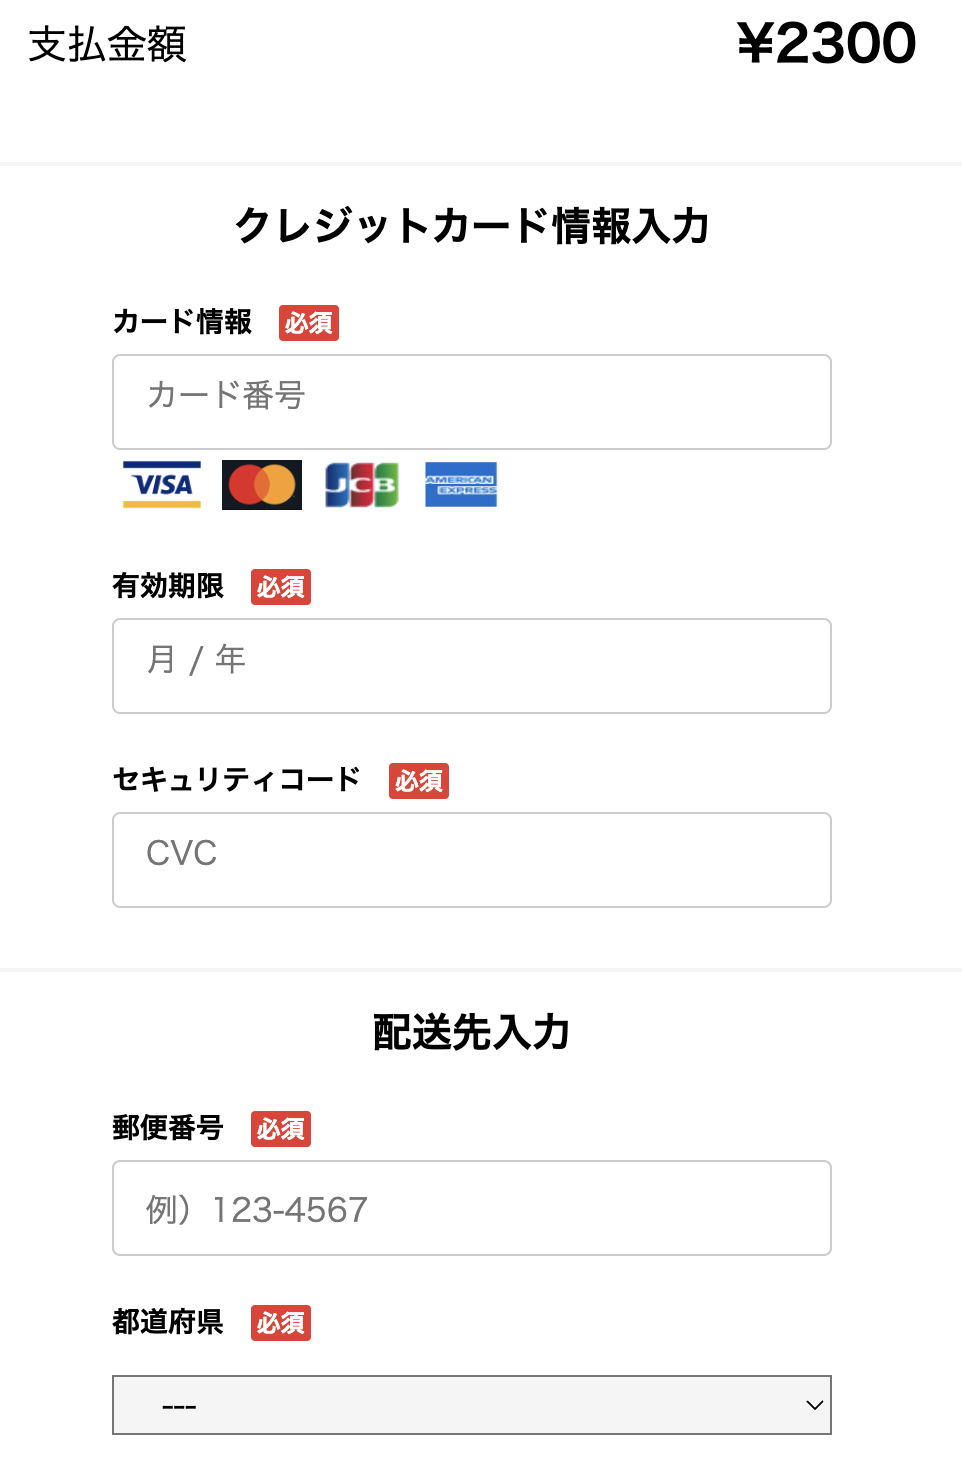 支払金額 ¥2300
クレジットカード情報入力
カード情報 必須
カード番号
VISA JCB AMERICAN EXPRESS
有効期限 必須
月 / 年
セキュリティコード 必須
CVC
配送先入力
郵便番号 必須
例）123-4567
都道府県 必須
---